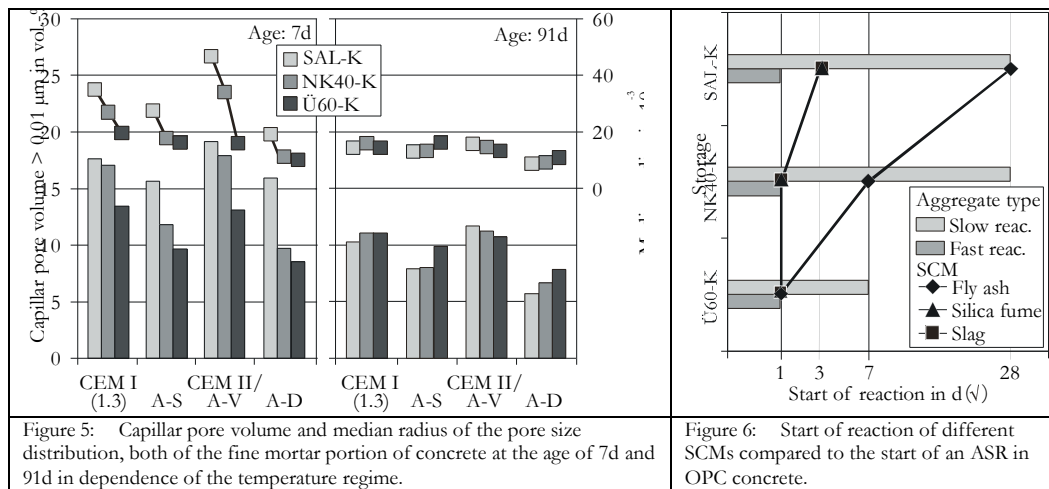 30
25
20
15
10
5
0
Capillar pore volume > 0.01 µm in vol.-%
Age: 7d
SAL-K
NK40-K
Ü60-K
Age: 91d
60
40
20
0
CEM I
(1.3)
A-S
CEM II/
A-V
A-D
CEM I
(1.3)
A-S
CEM II/
A-V
A-D
Figure 5: Capillar pore volume and median radius of the pore size
distribution, both of the fine mortar portion of concrete at the age of 7d and
91d in dependence of the temperature regime.
Storage
SAL-K
NK40-K
Ü60-K
Aggregate type
Slow reac.
Fast reac.
SCM
Fly ash
Silica fume
Slag
1 3 7 28
Start of reaction in d (√)
Figure 6: Start of reaction of different
SCMs compared to the start of an ASR in
OPC concrete.